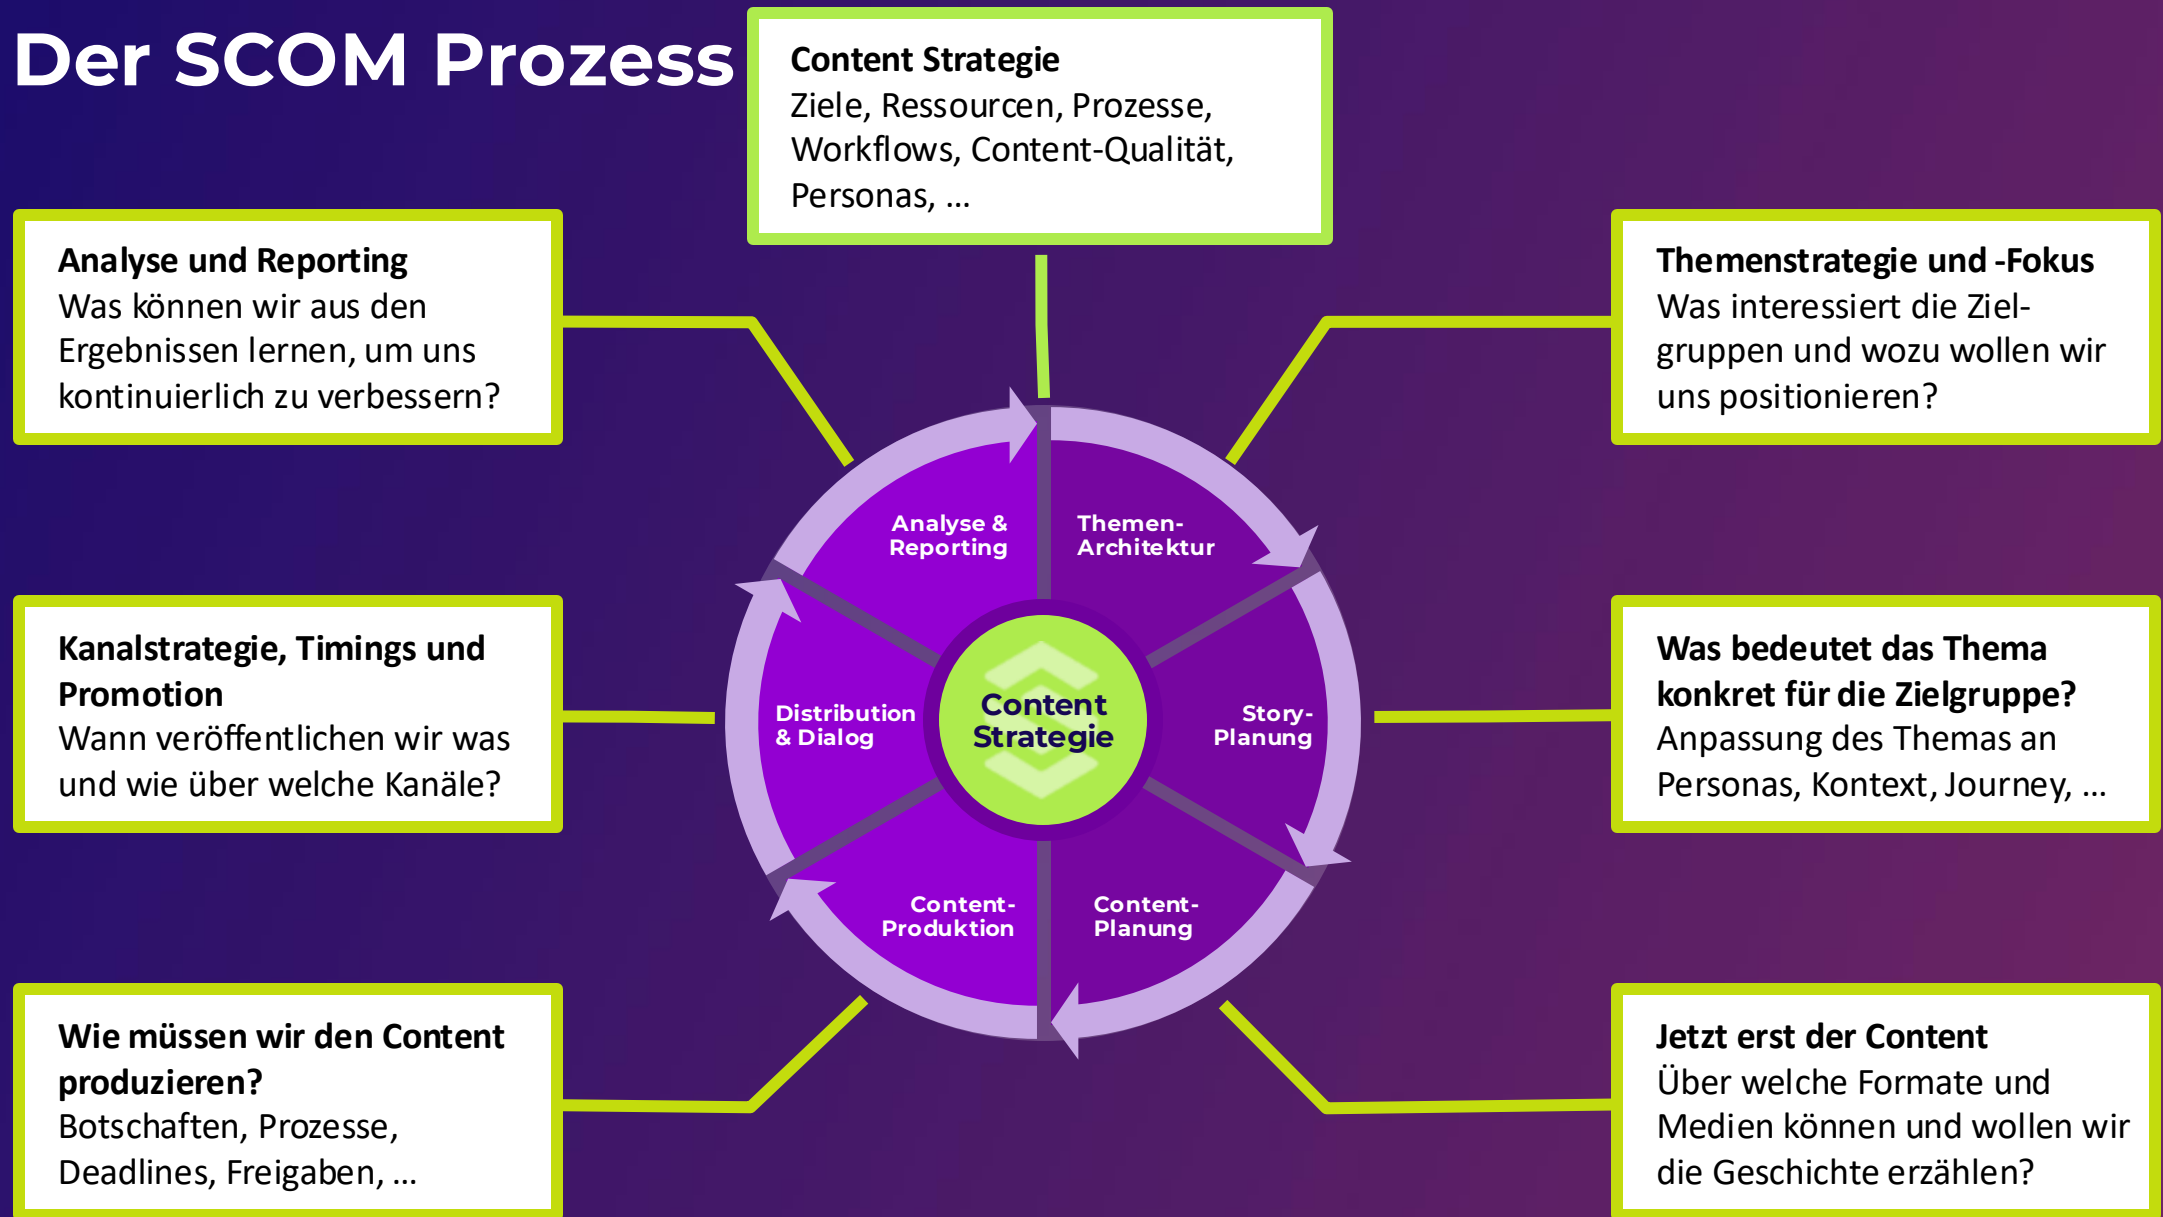 Der SCOM Prozess
Content Strategie
Ziele, Ressourcen, Prozesse,
Workflows, Content-Qualität,
Personas, ...
Analyse und Reporting
Was können wir aus den
Ergebnissen lernen, um uns
kontinuierlich zu verbessern?
Themenstrategie und -Fokus
Was interessiert die Ziel-
gruppen und wozu wollen wir
uns positionieren?
Analyse &
Reporting
Themen-
Architektur
Kanalstrategie, Timings und
Promotion
Wann veröffentlichen wir was
und wie über welche Kanäle?
Distribution
& Dialog
Content
Strategie
Story-
Planung
Was bedeutet das Thema
konkret für die Zielgruppe?
Anpassung des Themas an
Personas, Kontext, Journey, ...
Content-
Produktion
Content-
Planung
Wie müssen wir den Content
produzieren?
Botschaften, Prozesse,
Deadlines, Freigaben, ...
Jetzt erst der Content
Über welche Formate und
Medien können und wollen wir
die Geschichte erzählen?